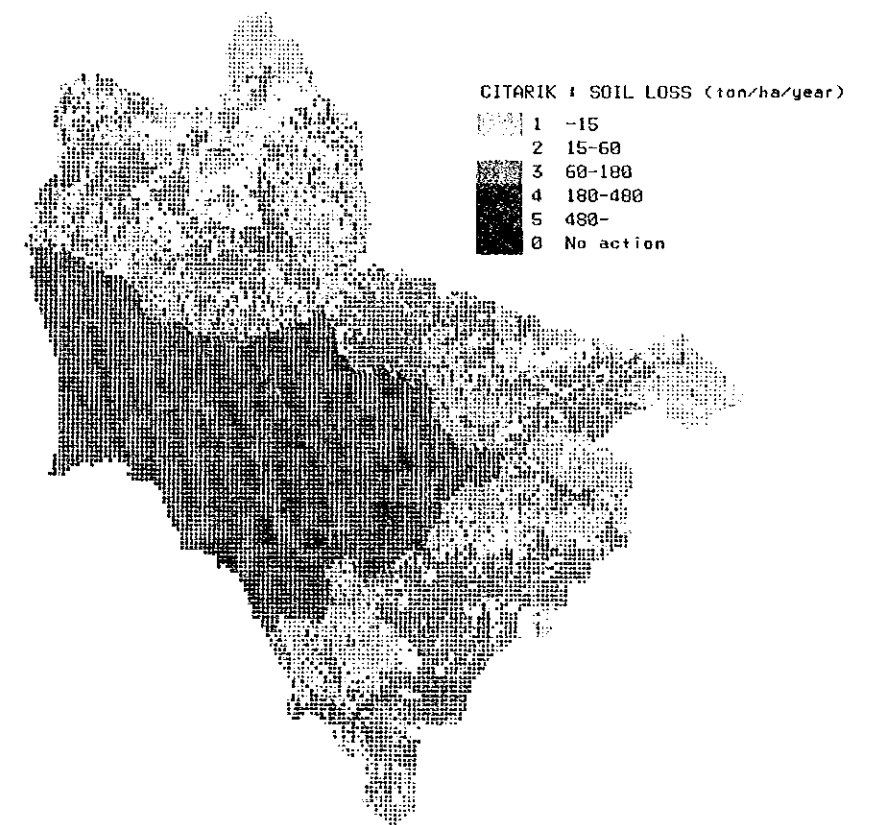 CITARIK : SOIL LOSS (ton/ha/year)
1 -15
2 15-60
3 60-180
4 180-480
5 480-
0 No action